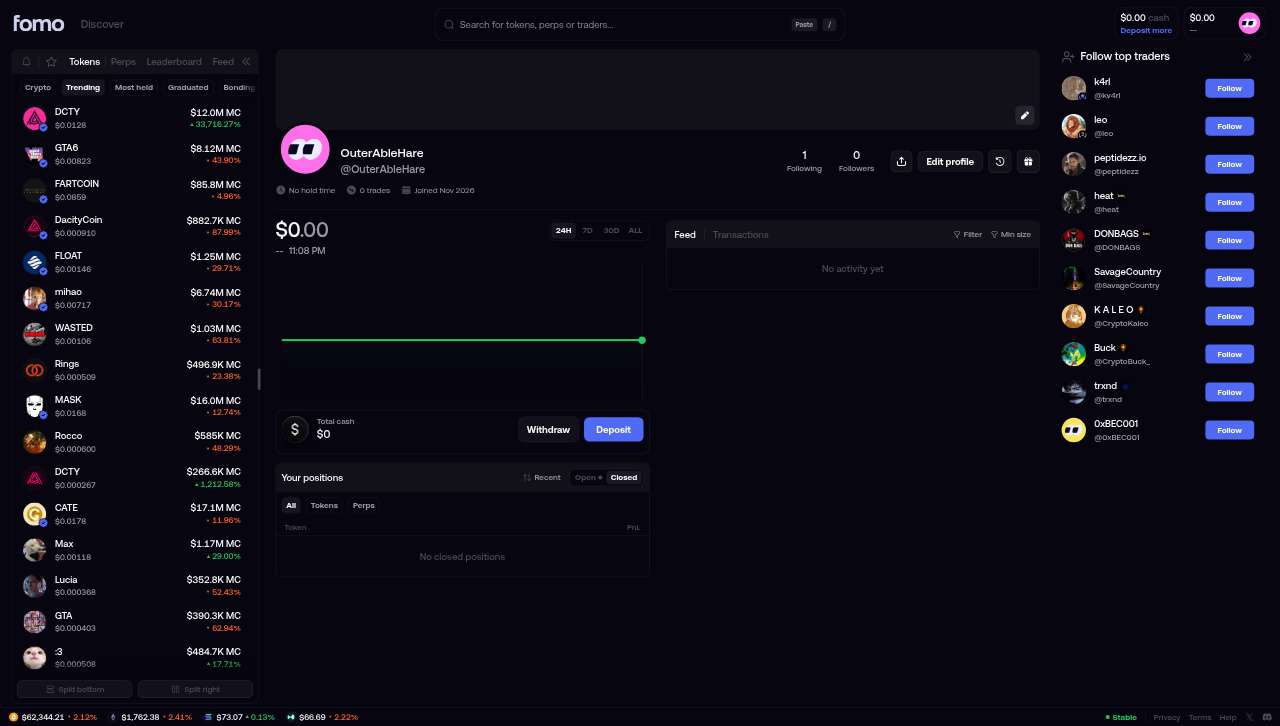 fomo
Discover
Search for tokens, perps or traders...
Paste
/
$0.00 cash
Deposit more
$0.00
--
Tokens Perps Leaderboard Feed
Crypto Trending Most held Graduated Bonding
DCTY $12.0M MC
$0.0128 33,716.27%
GTA6 $8.12M MC
$0.00823 43.90%
FARTCOIN $85.8M MC
$0.0859 4.96%
DacityCoin $882.7K MC
$0.000910 87.99%
FLOAT $1.25M MC
$0.00146 29.71%
mihao $6.74M MC
$0.00717 30.17%
WASTED $1.03M MC
$0.00106 63.81%
Rings $496.9K MC
$0.000509 23.38%
MASK $16.0M MC
$0.0168 12.74%
Rocco $585K MC
$0.000600 48.29%
DCTY $266.6K MC
$0.000267 1,212.58%
CATE $17.1M MC
$0.0178 11.96%
Max $1.17M MC
$0.00118 29.00%
Lucia $352.8K MC
$0.000368 52.43%
GTA $390.3K MC
$0.000403 62.94%
:3 $484.7K MC
$0.000508 17.71%
Split bottom Split right
OuterAbleHare
@OuterAbleHare
1 Following
0 Followers
Edit profile
No hold time 0 trades Joined Nov 2026
$0.00
-- 11:08 PM
24H 7D 30D ALL
Total cash
$0
Withdraw Deposit
Your positions Recent Open Closed
All Tokens Perps
Token PnL
No closed positions
Feed Transactions Filter Min size
No activity yet
Follow top traders
k4rl
@kv4rl
Follow
leo
@leo
Follow
peptidezz.io
@peptidezz
Follow
heat
@heat
Follow
DONBAGS
@DONBAGS
Follow
SavageCountry
@SavageCountry
Follow
K A L E O
@CryptoKaleo
Follow
Buck
@CryptoBuck_
Follow
trxnd
@trxnd
Follow
0xBEC001
@0xBEC001
Follow
$62,344.21 2.12% $1,762.38 2.41% $73.07 0.13% $66.69 2.22%
Stable Privacy Terms Help